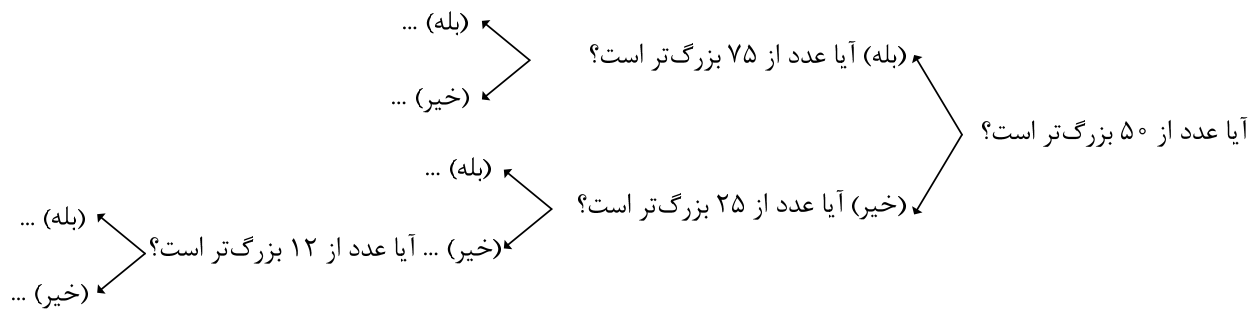 آیا عدد از ۵۰ بزرگ‌تر است؟
(بله) آیا عدد از ۷۵ بزرگ‌تر است؟
(بله) ...
(خیر) ...
(خیر) آیا عدد از ۲۵ بزرگ‌تر است؟
(بله) ...
(خیر) ... آیا عدد از ۱۲ بزرگ‌تر است؟
(بله) ...
(خیر) ...